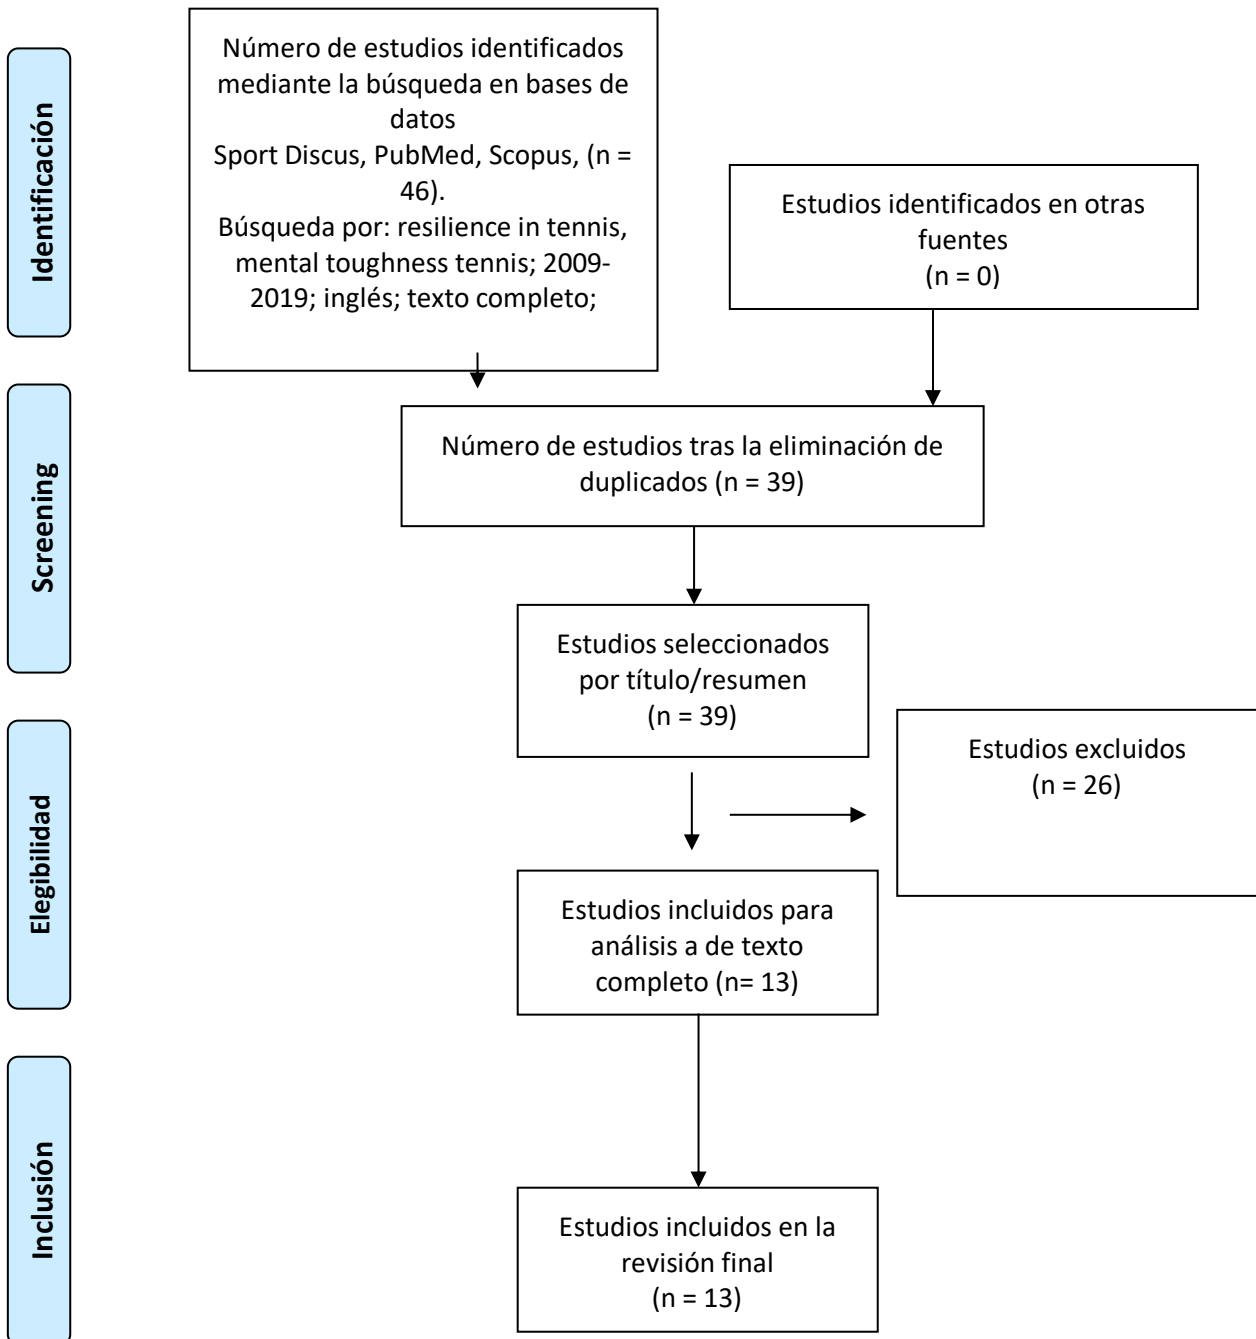 Identificación
Número de estudios identificados
mediante la búsqueda en bases de
datos
Sport Discus, PubMed, Scopus, (n =
46).
Búsqueda por: resilience in tennis,
mental toughness tennis; 2009-
2019; inglés; texto completo;
Estudios identificados en otras
fuentes
(n = 0)
Screening
Número de estudios tras la eliminación de
duplicados (n = 39)
Estudios seleccionados
por título/resumen
(n = 39)
Elegibilidad
Estudios excluidos
(n = 26)
Estudios incluidos para
análisis a de texto
completo (n= 13)
Inclusión
Estudios incluidos en la
revisión final
(n = 13)